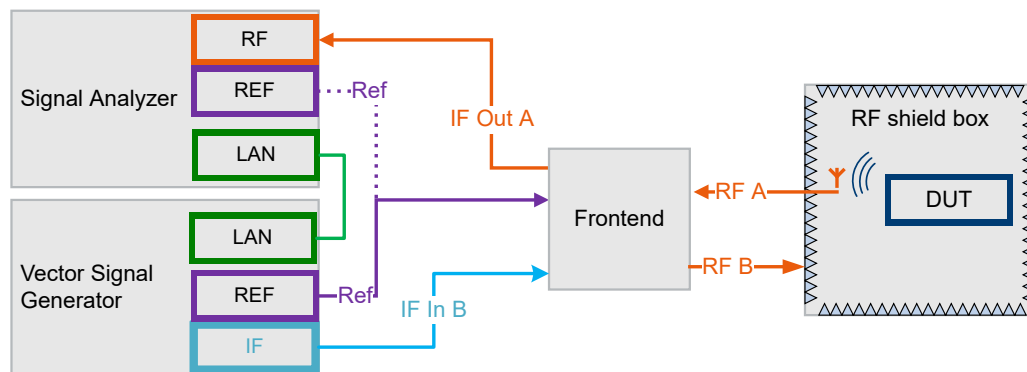 RF
REF
Ref
Signal Analyzer
LAN
IF Out A
RF shield box
DUT
RF A
Frontend
LAN
RF B
Vector Signal
Generator
REF
Ref
IF In B
IF